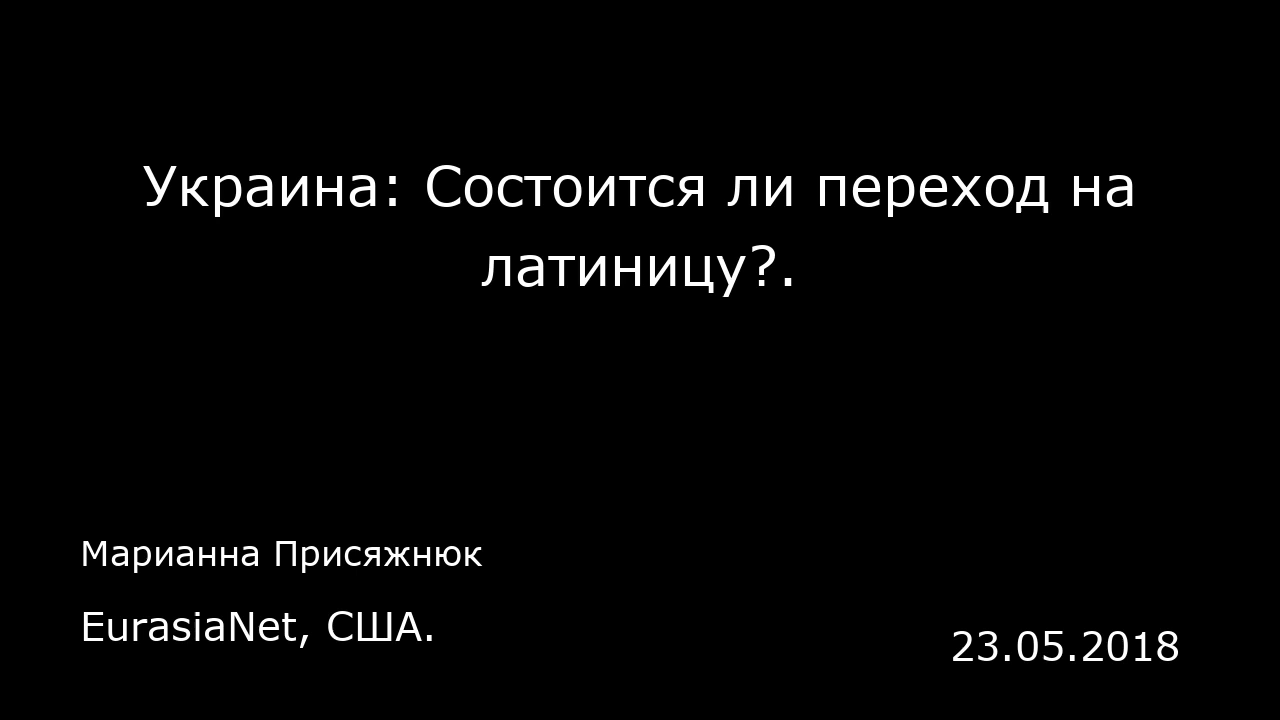 Украина: Состоится ли переход на
латиницу?.
Марианна Присяжнюк
EurasiaNet, США.
23.05.2018